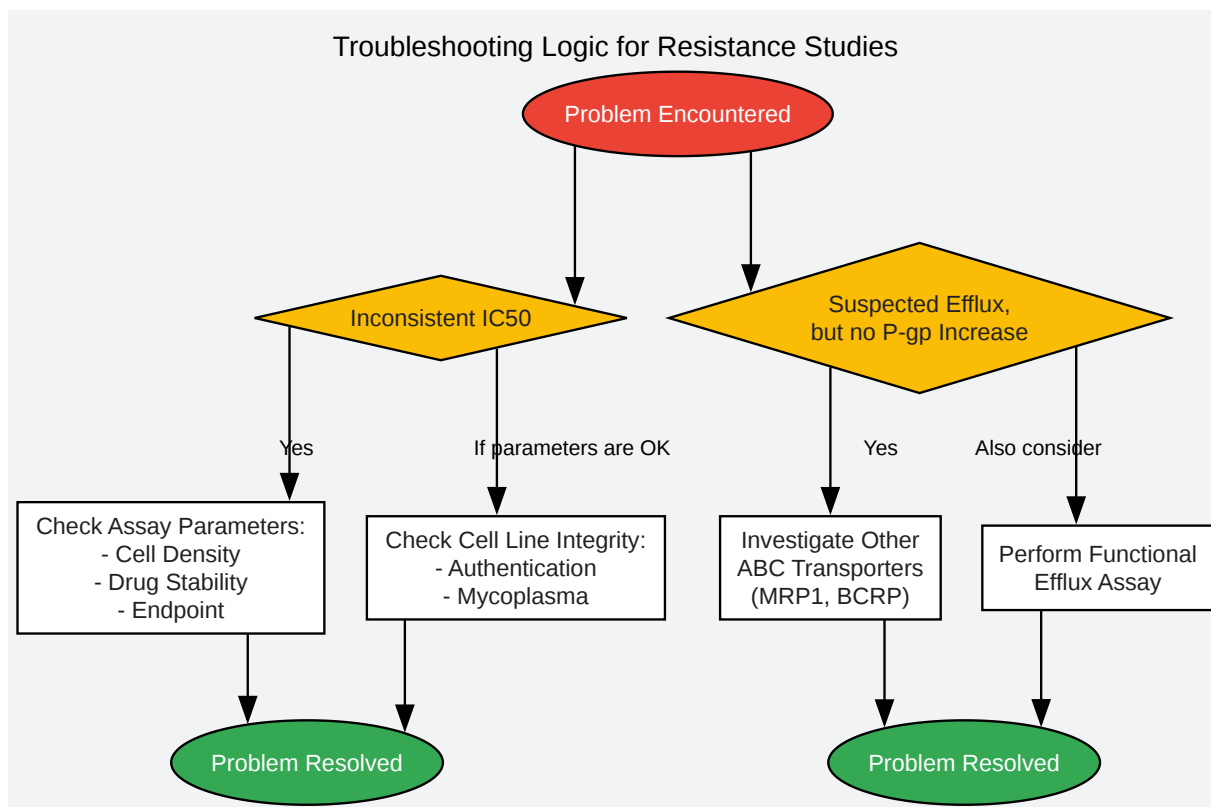 Troubleshooting Logic for Resistance Studies
Problem Encountered
Inconsistent IC50
Suspected Efflux,
but no P-gp Increase
Yes
If parameters are OK
Yes
Also consider
Check Assay Parameters:
- Cell Density
- Drug Stability
- Endpoint
Check Cell Line Integrity:
- Authentication
- Mycoplasma
Investigate Other
ABC Transporters
(MRP1, BCRP)
Perform Functional
Efflux Assay
Problem Resolved
Problem Resolved